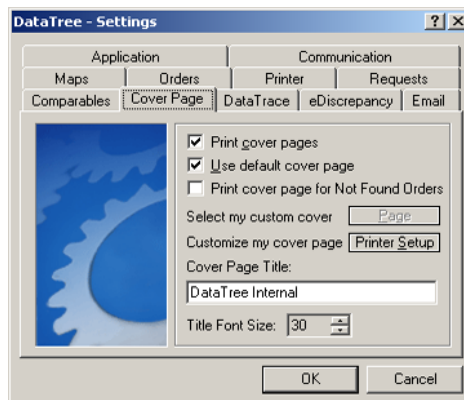 DataTree - Settings
Application Communication
Maps Orders Printer Requests
Comparables Cover Page DataTrace eDiscrepancy Email
Print cover pages
Use default cover page
Print cover page for Not Found Orders
Select my custom cover Page
Customize my cover page Printer Setup
Cover Page Title:
DataTree Internal
Title Font Size: 30
OK Cancel